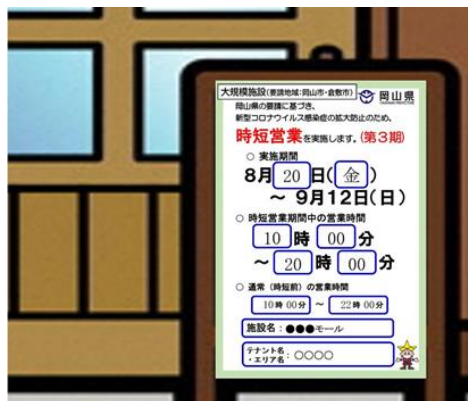 大規模施設(要請地域:岡山市・倉敷市)
岡山県
岡山県の要請に基づき、
新型コロナウイルス感染症の拡大防止のため、
時短営業を実施します。(第3期)
○ 実施期間
8月20日(金)
～ 9月12日(日)
○ 時短営業期間中の営業時間
10時00分
～20時00分
○ 通常（時短前）の営業時間
10時00分 ～ 22時00分
施設名：●●●モール
テナント名
・エリア名：○○○○